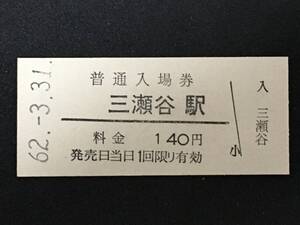 62.-3.31.
普通入場券
三瀬谷駅
料金 140円
発売日当日1回限り有効
小
入 三瀬谷